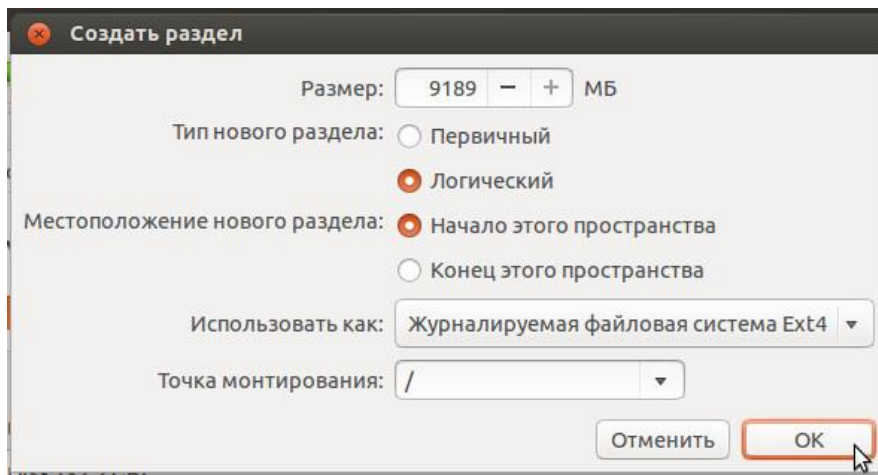 Создать раздел
Размер: 9189 − + МБ
Тип нового раздела: Первичный
Логический
Местоположение нового раздела: Начало этого пространства
Конец этого пространства
Использовать как: Журналируемая файловая система Ext4
Точка монтирования: /
Отменить OK